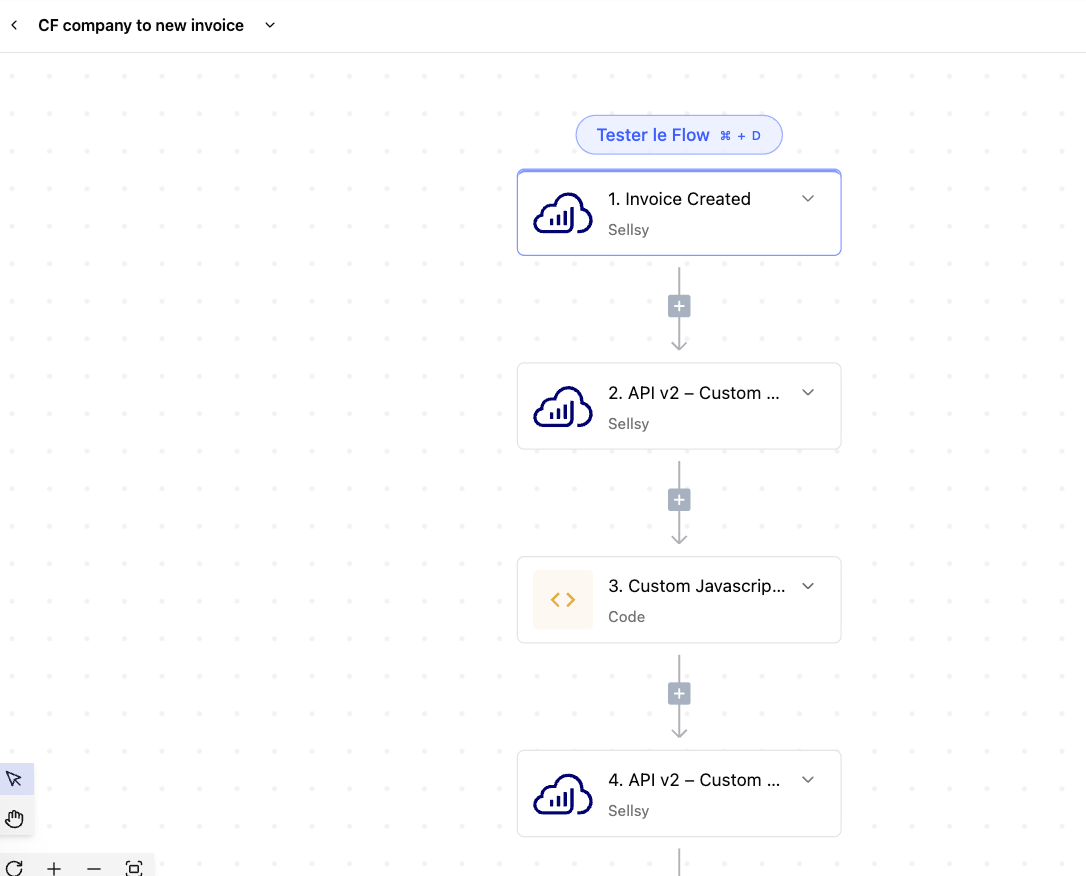 CF company to new invoice
Tester le Flow ⌘ + D
1. Invoice Created
Sellsy
2. API v2 – Custom ...
Sellsy
3. Custom Javascrip...
Code
4. API v2 – Custom ...
Sellsy